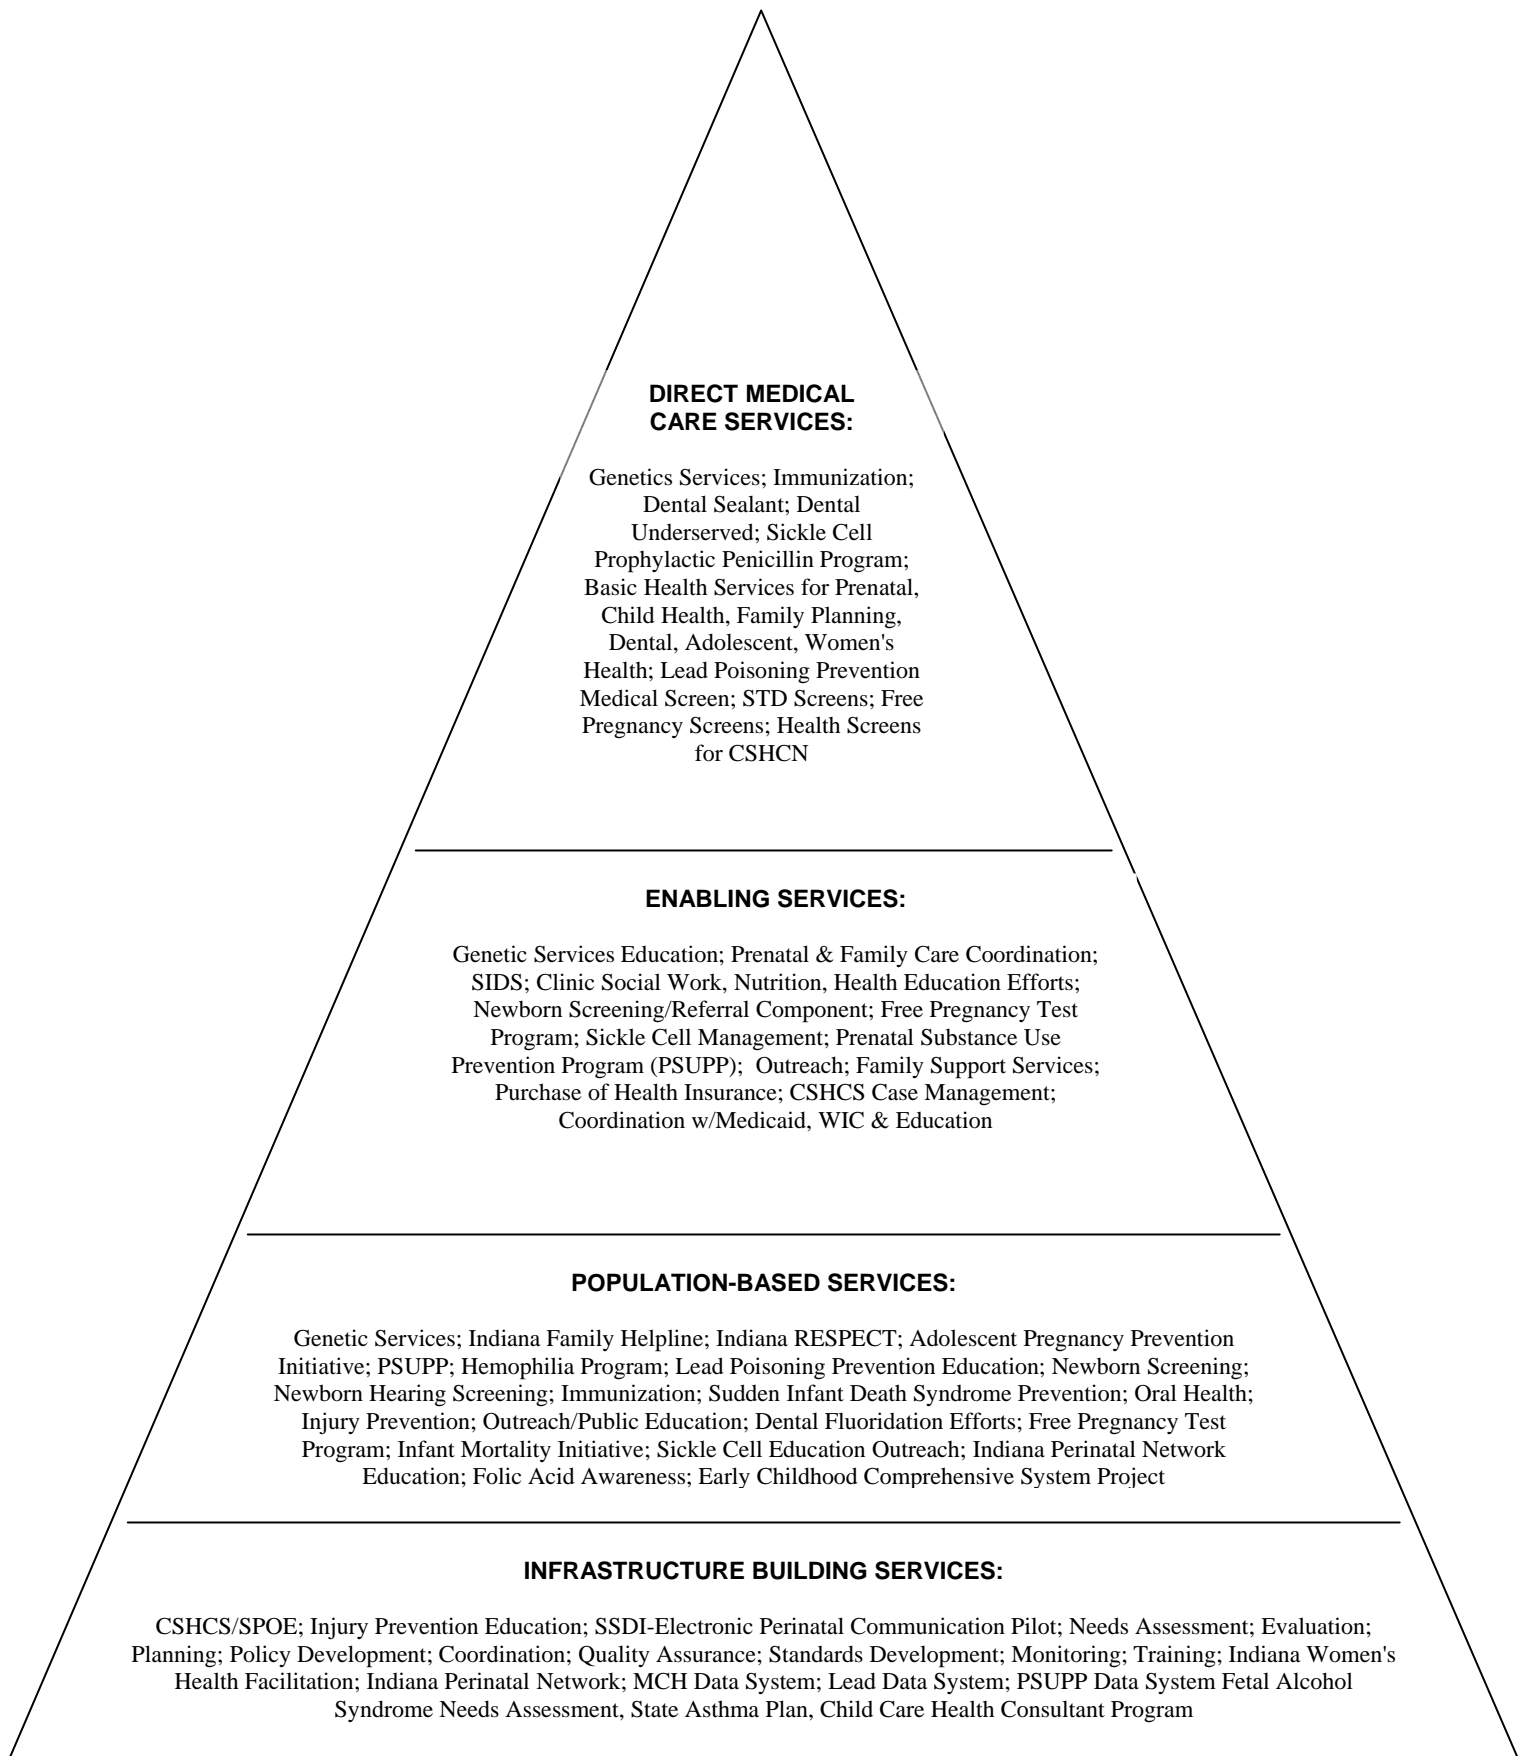 DIRECT MEDICAL
CARE SERVICES:
Genetics Services; Immunization;
Dental Sealant; Dental
Underserved; Sickle Cell
Prophylactic Penicillin Program;
Basic Health Services for Prenatal,
Child Health, Family Planning,
Dental, Adolescent, Women's
Health; Lead Poisoning Prevention
Medical Screen; STD Screens; Free
Pregnancy Screens; Health Screens
for CSHCN
ENABLING SERVICES:
Genetic Services Education; Prenatal & Family Care Coordination;
SIDS; Clinic Social Work, Nutrition, Health Education Efforts;
Newborn Screening/Referral Component; Free Pregnancy Test
Program; Sickle Cell Management; Prenatal Substance Use
Prevention Program (PSUPP);  Outreach; Family Support Services;
Purchase of Health Insurance; CSHCS Case Management;
Coordination w/Medicaid, WIC & Education
POPULATION-BASED SERVICES:
Genetic Services; Indiana Family Helpline; Indiana RESPECT; Adolescent Pregnancy Prevention
Initiative; PSUPP; Hemophilia Program; Lead Poisoning Prevention Education; Newborn Screening;
Newborn Hearing Screening; Immunization; Sudden Infant Death Syndrome Prevention; Oral Health;
Injury Prevention; Outreach/Public Education; Dental Fluoridation Efforts; Free Pregnancy Test
Program; Infant Mortality Initiative; Sickle Cell Education Outreach; Indiana Perinatal Network
Education; Folic Acid Awareness; Early Childhood Comprehensive System Project
INFRASTRUCTURE BUILDING SERVICES:
CSHCS/SPOE; Injury Prevention Education; SSDI-Electronic Perinatal Communication Pilot; Needs Assessment; Evaluation;
Planning; Policy Development; Coordination; Quality Assurance; Standards Development; Monitoring; Training; Indiana Women's
Health Facilitation; Indiana Perinatal Network; MCH Data System; Lead Data System; PSUPP Data System Fetal Alcohol
Syndrome Needs Assessment, State Asthma Plan, Child Care Health Consultant Program